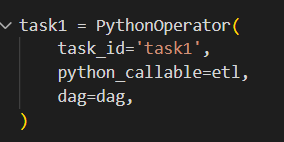 task1 = PythonOperator(
    task_id='task1',
    python_callable=etl,
    dag=dag,
)